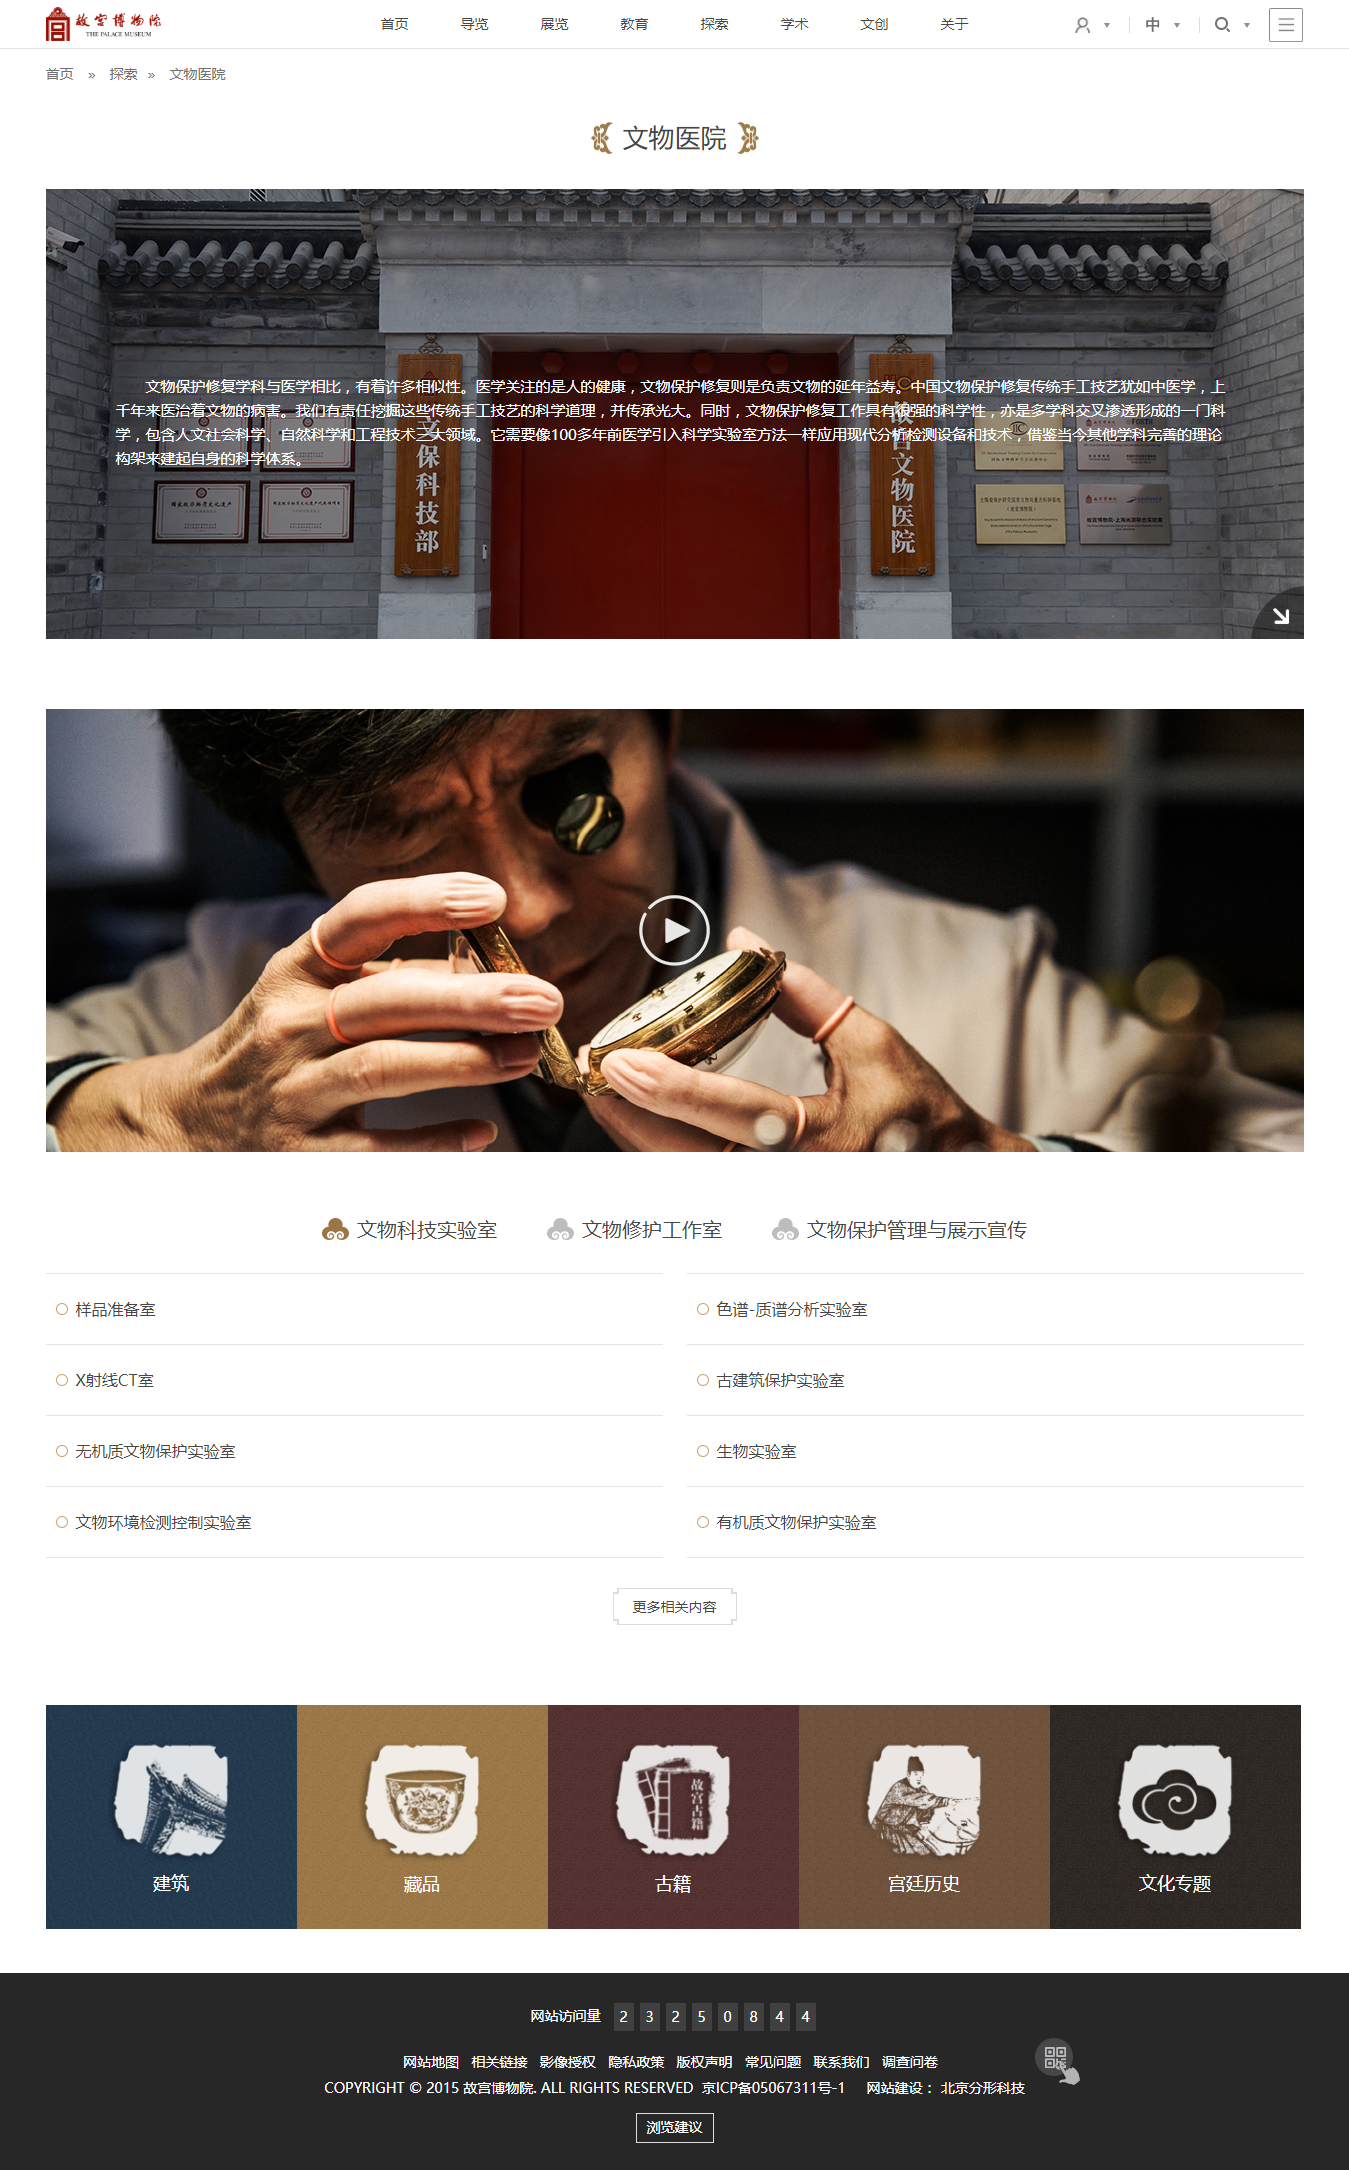 故宫博物院
THE PALACE MUSEUM
首页 导览 展览 教育 探索 学术 文创 关于
中
首页 » 探索 » 文物医院
文物医院
文物保护修复学科与医学相比，有着许多相似性。医学关注的是人的健康，文物保护修复则是负责文物的延年益寿。中国文物保护修复传统手工技艺犹如中医学，上
千年来医治着文物的病害。我们有责任挖掘这些传统手工技艺的科学道理，并传承光大。同时，文物保护修复工作具有很强的科学性，亦是多学科交叉渗透形成的一门科
学，包含人文社会科学、自然科学和工程技术三大领域。它需要像100多年前医学引入科学实验室方法一样应用现代分析检测设备和技术，借鉴当今其他学科完善的理论
构架来建起自身的科学体系。
文保科技部
故宫文物医院
文物科技实验室 文物修护工作室 文物保护管理与展示宣传
样品准备室 色谱-质谱分析实验室
X射线CT室 古建筑保护实验室
无机质文物保护实验室 生物实验室
文物环境检测控制实验室 有机质文物保护实验室
更多相关内容
故宫古籍
建筑 藏品 古籍 宫廷历史 文化专题
网站访问量 2 3 2 5 0 8 4 4
网站地图 相关链接 影像授权 隐私政策 版权声明 常见问题 联系我们 调查问卷
COPYRIGHT © 2015 故宫博物院. ALL RIGHTS RESERVED 京ICP备05067311号-1 网站建设： 北京分形科技
浏览建议